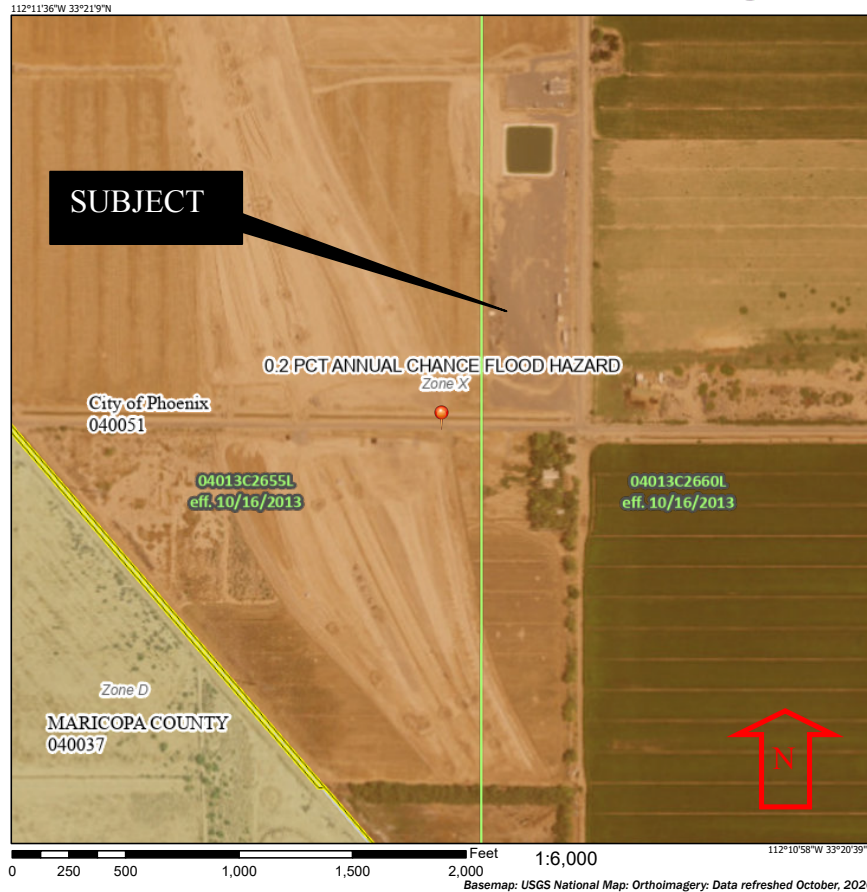 112°11'36"W 33°21'9"N
SUBJECT
0.2 PCT ANNUAL CHANCE FLOOD HAZARD
Zone X
City of Phoenix
040051
04013C2655L
eff. 10/16/2013
04013C2660L
eff. 10/16/2013
Zone D
MARICOPA COUNTY
040037
N
112°10'58"W 33°20'39"
Feet
1:6,000
0 250 500 1,000 1,500 2,000
Basemap: USGS National Map: Orthoimagery: Data refreshed October,